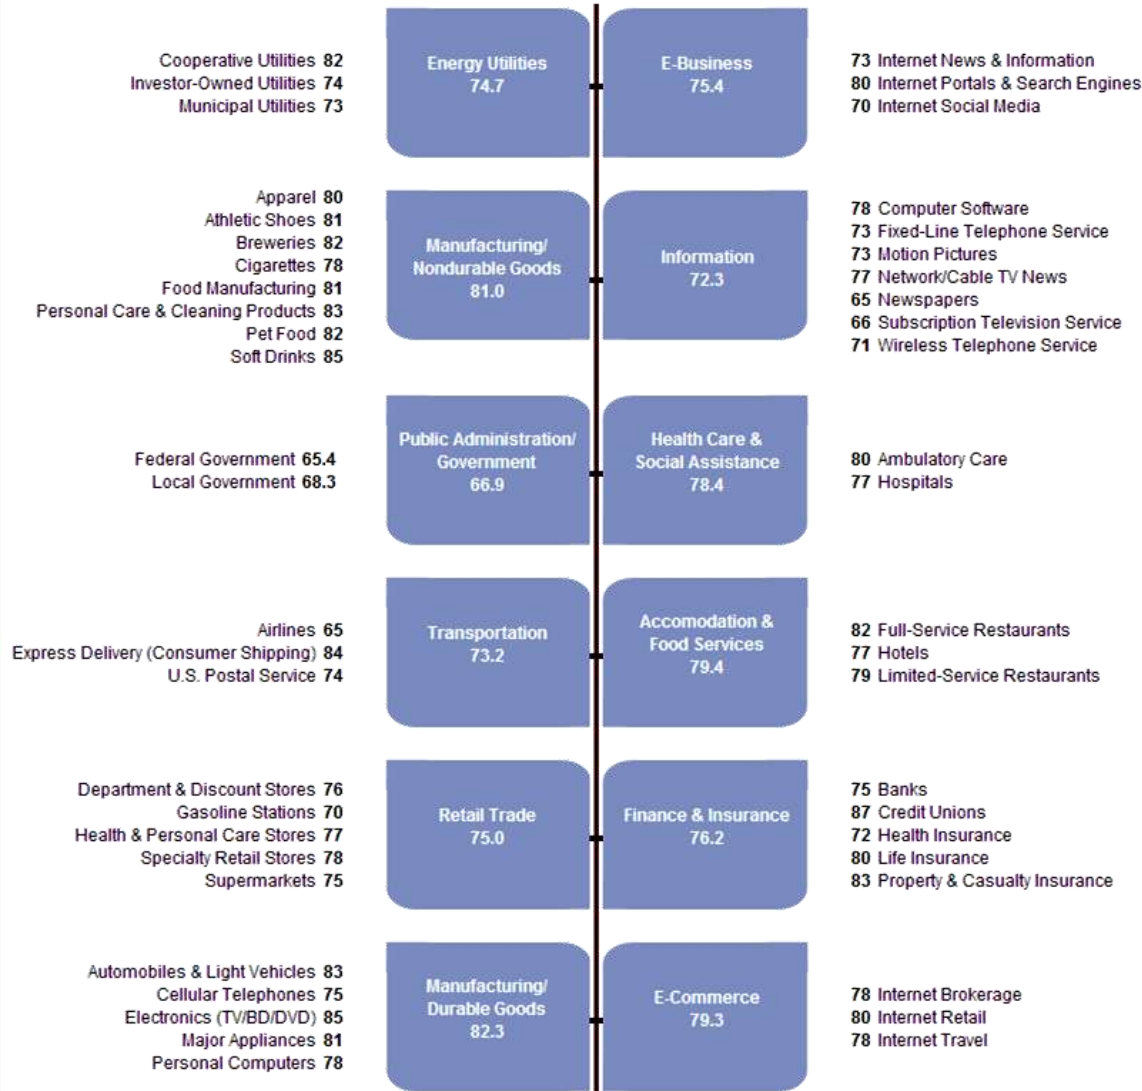 Cooperative Utilities 82
Investor-Owned Utilities 74
Municipal Utilities 73
Energy Utilities
74.7
E-Business
75.4
73 Internet News & Information
80 Internet Portals & Search Engines
70 Internet Social Media
Apparel 80
Athletic Shoes 81
Breweries 82
Cigarettes 78
Food Manufacturing 81
Personal Care & Cleaning Products 83
Pet Food 82
Soft Drinks 85
Manufacturing/
Nondurable Goods
81.0
Information
72.3
78 Computer Software
73 Fixed-Line Telephone Service
73 Motion Pictures
77 Network/Cable TV News
65 Newspapers
66 Subscription Television Service
71 Wireless Telephone Service
Federal Government 65.4
Local Government 68.3
Public Administration/
Government
66.9
Health Care &
Social Assistance
78.4
80 Ambulatory Care
77 Hospitals
Airlines 65
Express Delivery (Consumer Shipping) 84
U.S. Postal Service 74
Transportation
73.2
Accomodation &
Food Services
79.4
82 Full-Service Restaurants
77 Hotels
79 Limited-Service Restaurants
Department & Discount Stores 76
Gasoline Stations 70
Health & Personal Care Stores 77
Specialty Retail Stores 78
Supermarkets 75
Retail Trade
75.0
Finance & Insurance
76.2
75 Banks
87 Credit Unions
72 Health Insurance
80 Life Insurance
83 Property & Casualty Insurance
Automobiles & Light Vehicles 83
Cellular Telephones 75
Electronics (TV/BD/DVD) 85
Major Appliances 81
Personal Computers 78
Manufacturing/
Durable Goods
82.3
E-Commerce
79.3
78 Internet Brokerage
80 Internet Retail
78 Internet Travel